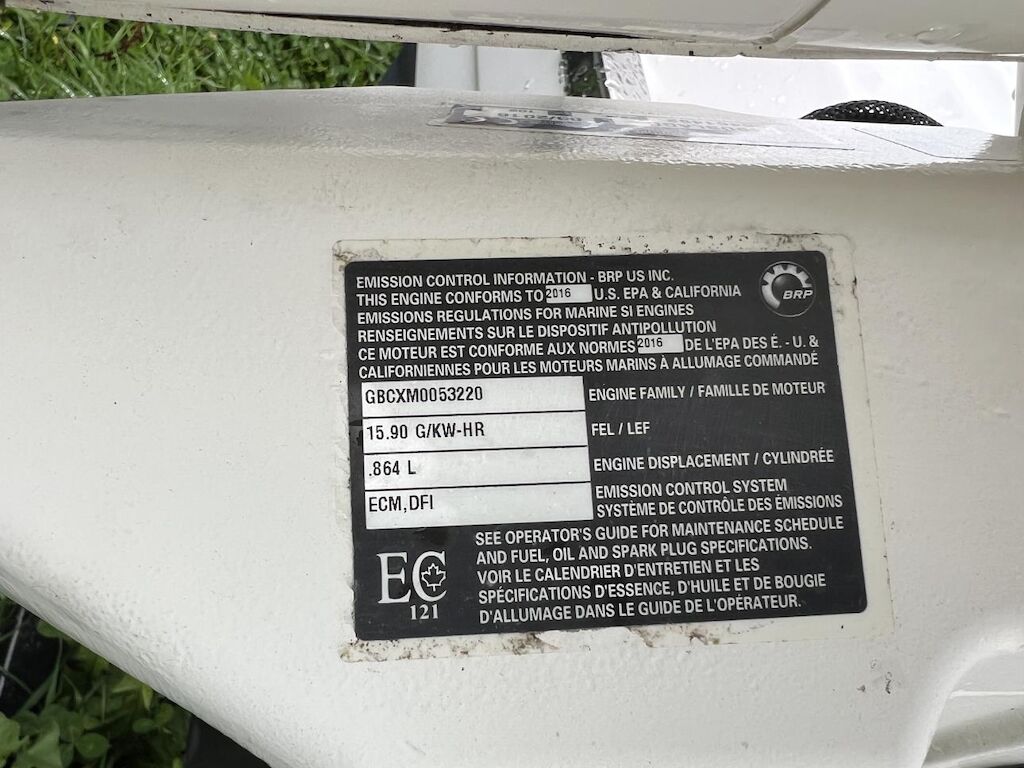 EMISSION CONTROL INFORMATION - BRP US INC.
THIS ENGINE CONFORMS TO 2016 U.S. EPA & CALIFORNIA
EMISSIONS REGULATIONS FOR MARINE SI ENGINES
RENSEIGNEMENTS SUR LE DISPOSITIF ANTIPOLLUTION
CE MOTEUR EST CONFORME AUX NORMES 2016 DE L'EPA DES É. - U. &
CALIFORNIENNES POUR LES MOTEURS MARINS À ALLUMAGE COMMANDÉ
BRP
GBCXM0053220 ENGINE FAMILY / FAMILLE DE MOTEUR
15.90 G/KW-HR FEL / LEF
.864 L ENGINE DISPLACEMENT / CYLINDRÉE
ECM,DFI EMISSION CONTROL SYSTEM
SYSTÈME DE CONTRÔLE DES ÉMISSIONS
SEE OPERATOR'S GUIDE FOR MAINTENANCE SCHEDULE
AND FUEL, OIL AND SPARK PLUG SPECIFICATIONS.
VOIR LE CALENDRIER D'ENTRETIEN ET LES
SPÉCIFICATIONS D'ESSENCE, D'HUILE ET DE BOUGIE
D'ALLUMAGE DANS LE GUIDE DE L'OPÉRATEUR.
EC
121